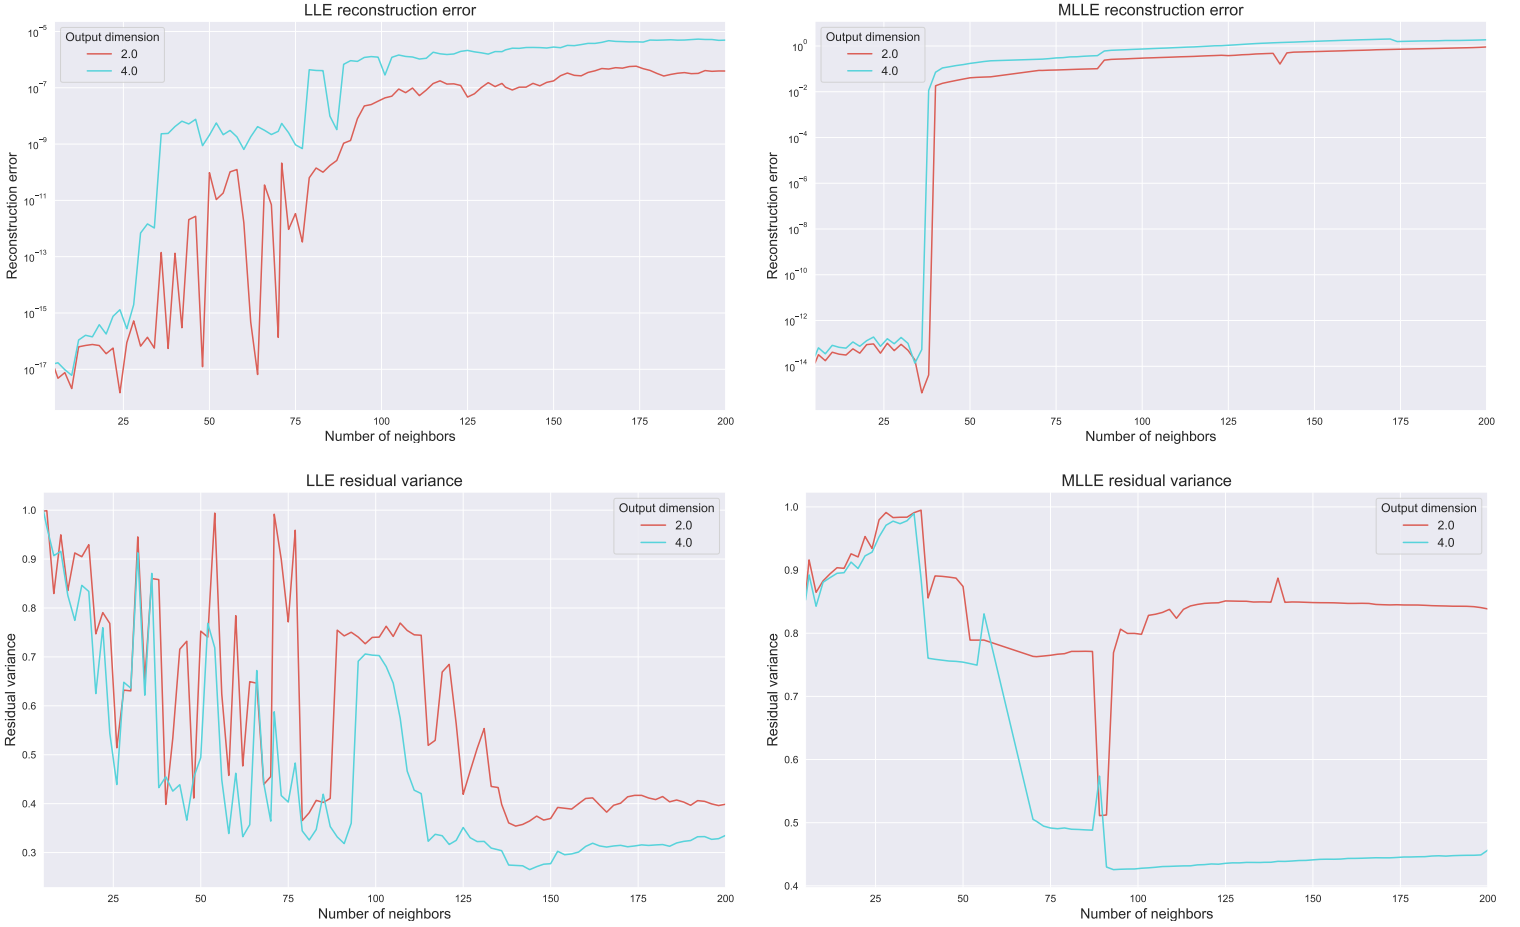 LLE reconstruction error
Output dimension
2.0
4.0
10⁻⁵
10⁻⁷
10⁻⁹
10⁻¹¹
10⁻¹³
10⁻¹⁵
10⁻¹⁷
Reconstruction error
25 50 75 100 125 150 175 200
Number of neighbors
MLLE reconstruction error
Output dimension
2.0
4.0
10⁰
10⁻²
10⁻⁴
10⁻⁶
10⁻⁸
10⁻¹⁰
10⁻¹²
10⁻¹⁴
Reconstruction error
25 50 75 100 125 150 175 200
Number of neighbors
LLE residual variance
Output dimension
2.0
4.0
1.0
0.9
0.8
0.7
0.6
0.5
0.4
0.3
Residual variance
25 50 75 100 125 150 175 200
Number of neighbors
MLLE residual variance
Output dimension
2.0
4.0
1.0
0.9
0.8
0.7
0.6
0.5
0.4
Residual variance
25 50 75 100 125 150 175 200
Number of neighbors